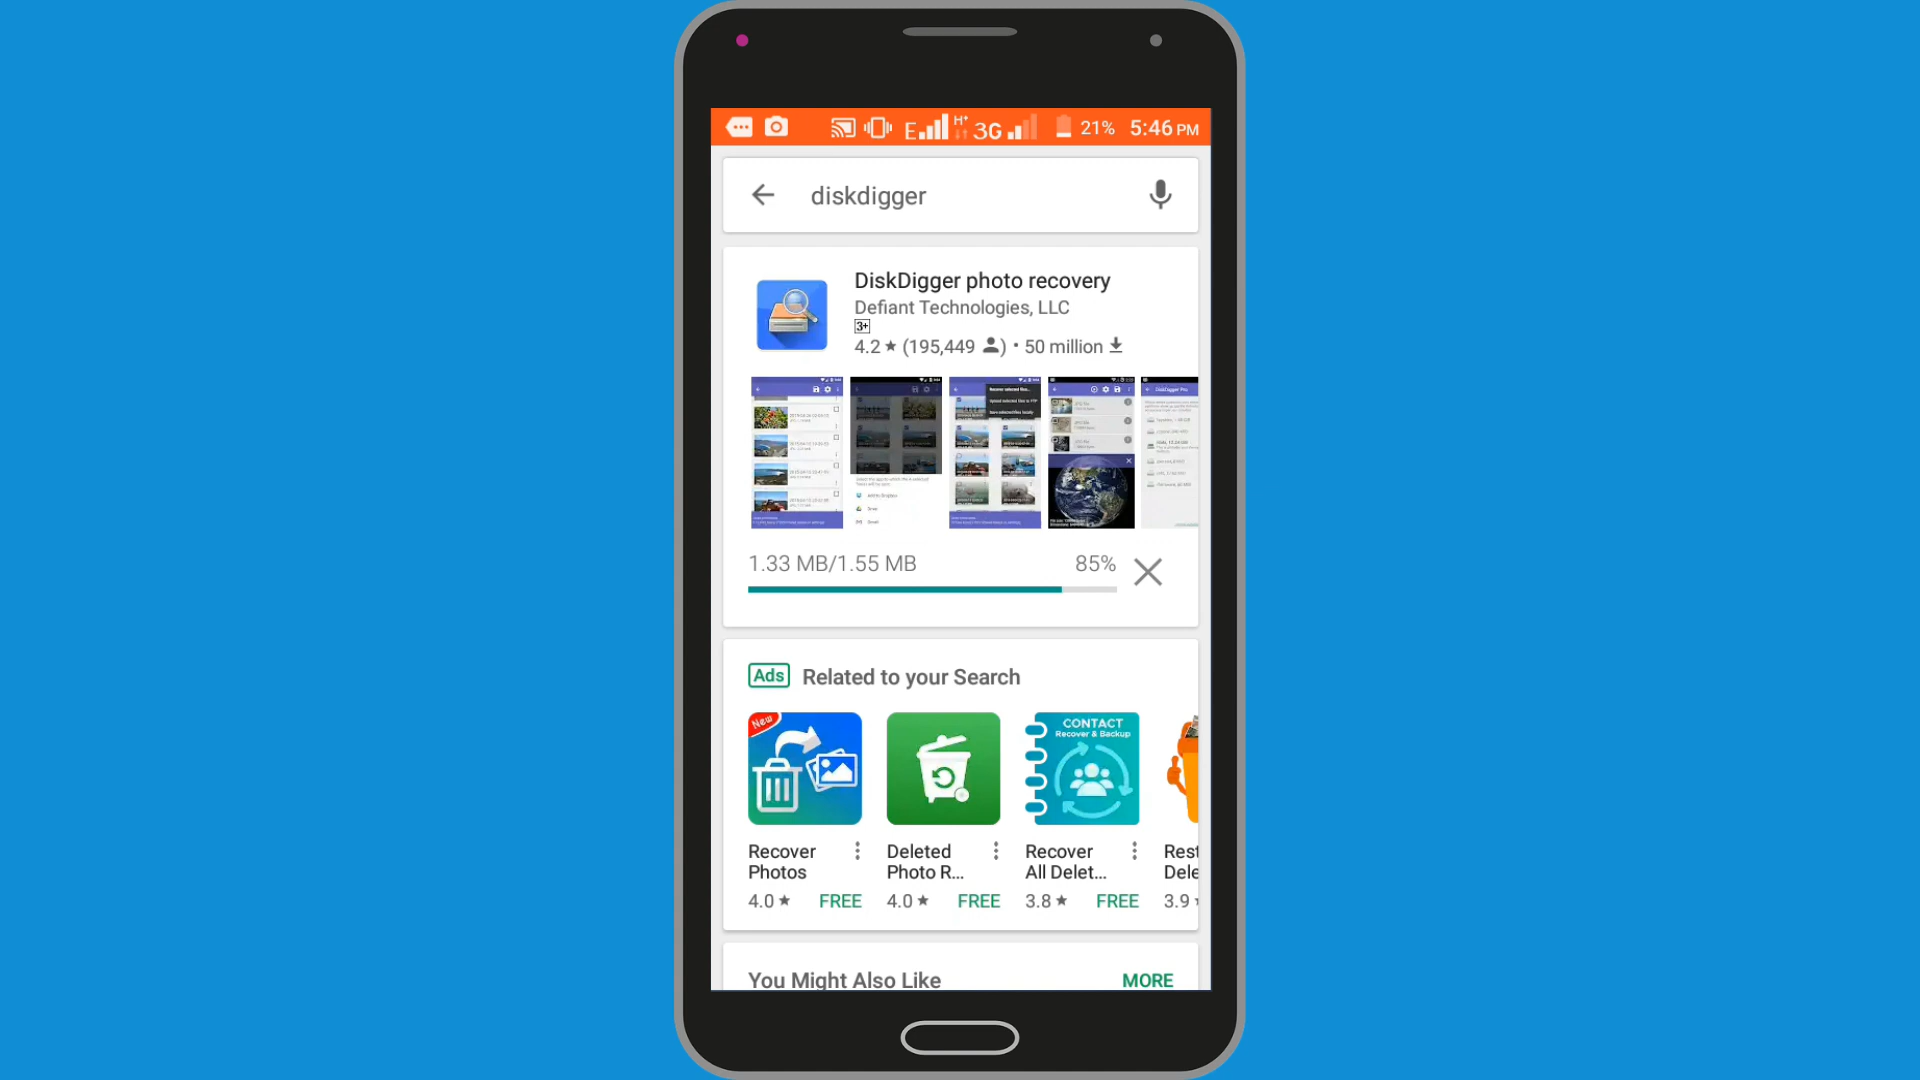 E H+ 3G 21% 5:46 PM
diskdigger
DiskDigger photo recovery
Defiant Technologies, LLC
3+
4.2 ★ (195,449 ) • 50 million
1.33 MB/1.55 MB 85%
Ads Related to your Search
New
CONTACT
Recover & Backup
Recover Photos
Deleted Photo R...
Recover All Delet...
Rest
Dele
4.0 ★ FREE
4.0 ★ FREE
3.8 ★ FREE
3.9
You Might Also Like MORE